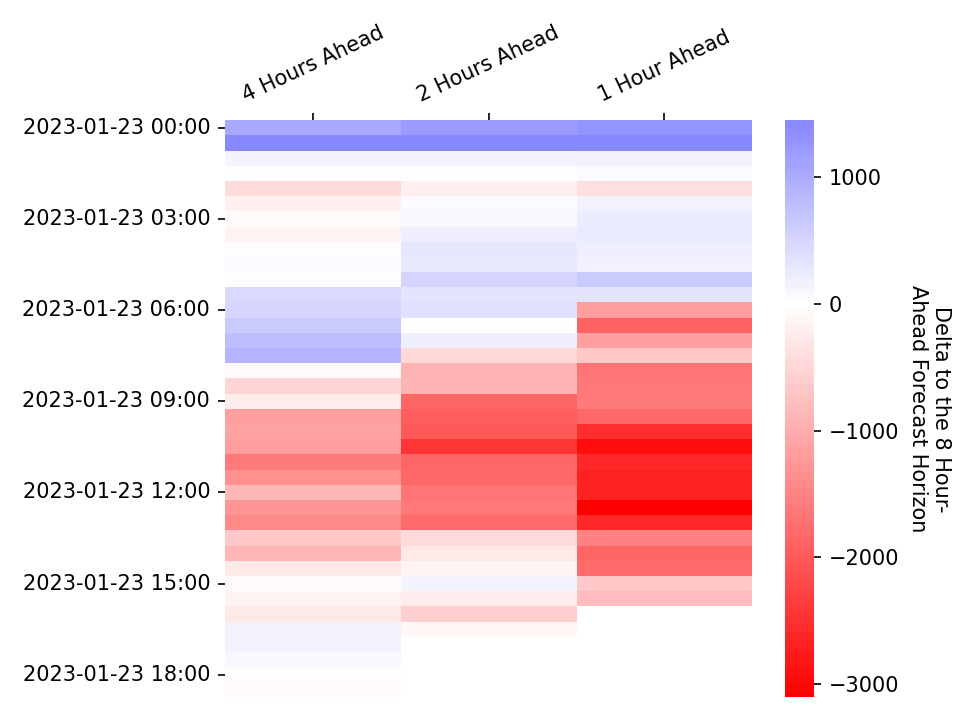 4 Hours Ahead
2 Hours Ahead
1 Hour Ahead
2023-01-23 00:00
2023-01-23 03:00
2023-01-23 06:00
2023-01-23 09:00
2023-01-23 12:00
2023-01-23 15:00
2023-01-23 18:00
1000
0
−1000
−2000
−3000
Delta to the 8 Hour-
Ahead Forecast Horizon